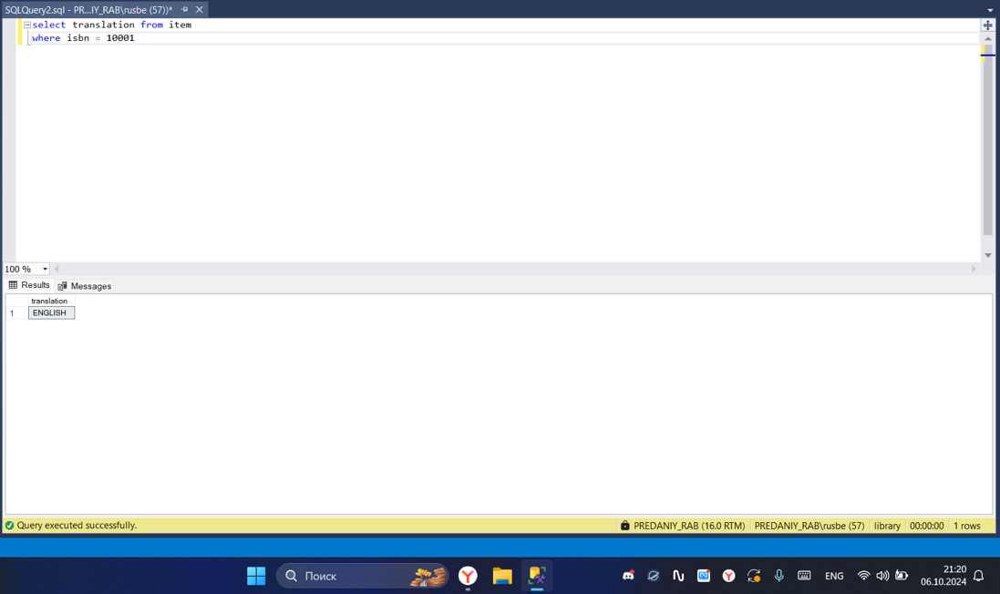 SQLQuery2.sql - PR...IY_RAB\rusbe (57))*
select translation from item
where isbn = 10001
100 %
Results Messages
translation
1 ENGLISH
Query executed successfully. PREDANIY_RAB (16.0 RTM) PREDANIY_RAB\rusbe (57) library 00:00:00 1 rows
Поиск ENG 21:20
06.10.2024